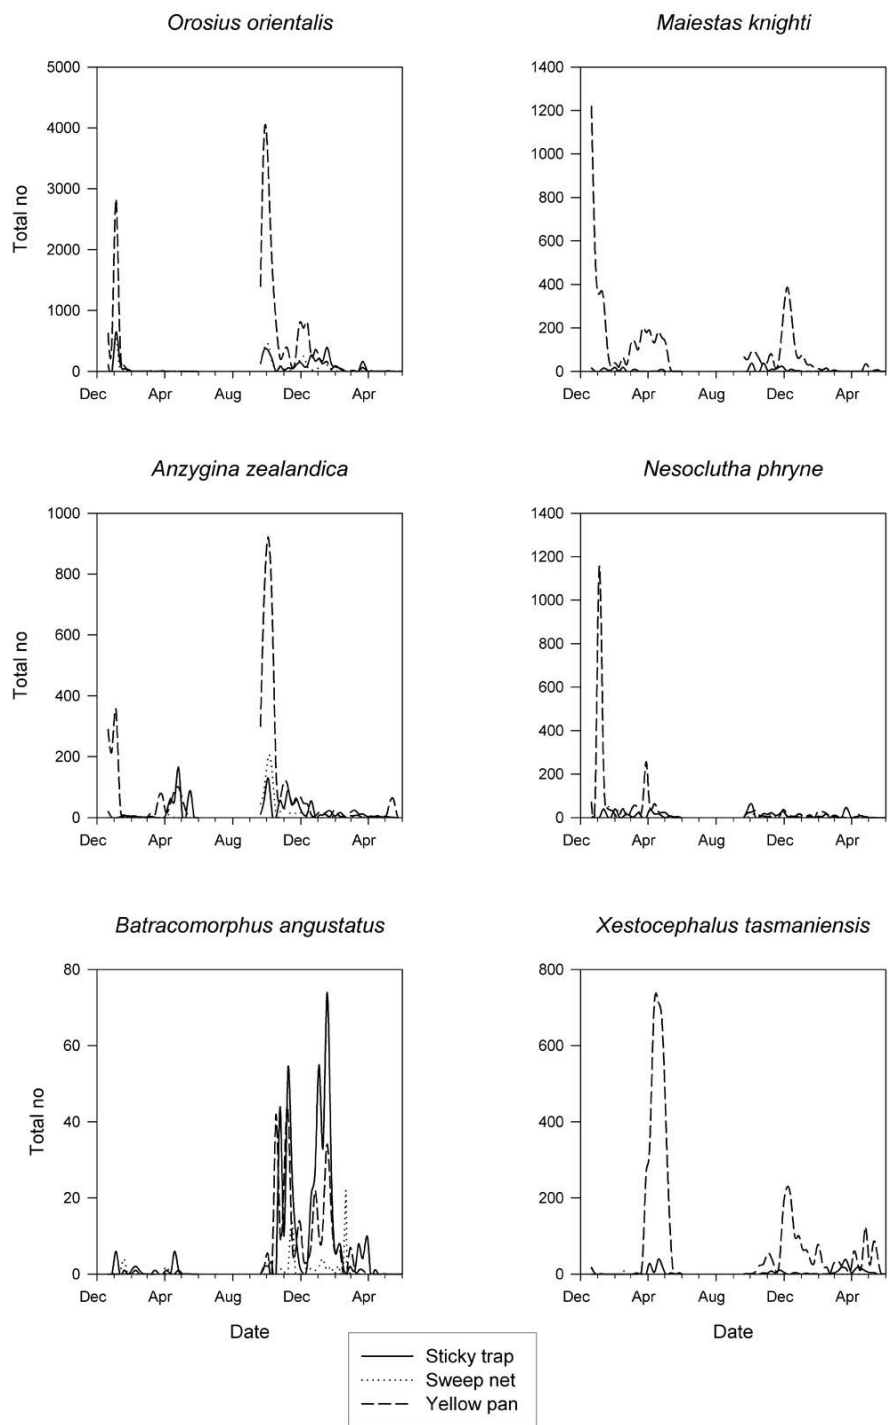 Orosius orientalis
Maiestas knighti
5000
4000
3000
2000
1000
0
Total no
Dec Apr Aug Dec Apr
1400
1200
1000
800
600
400
200
0
Dec Apr Aug Dec Apr
Anzygina zealandica
Nesoclutha phryne
1000
800
600
400
200
0
Total no
Dec Apr Aug Dec Apr
1400
1200
1000
800
600
400
200
0
Dec Apr Aug Dec Apr
Batracomorphus angustatus
Xestocephalus tasmaniensis
80
60
40
20
0
Total no
Dec Apr Aug Dec Apr
Date
800
600
400
200
0
Dec Apr Aug Dec Apr
Date
Sticky trap
Sweep net
Yellow pan